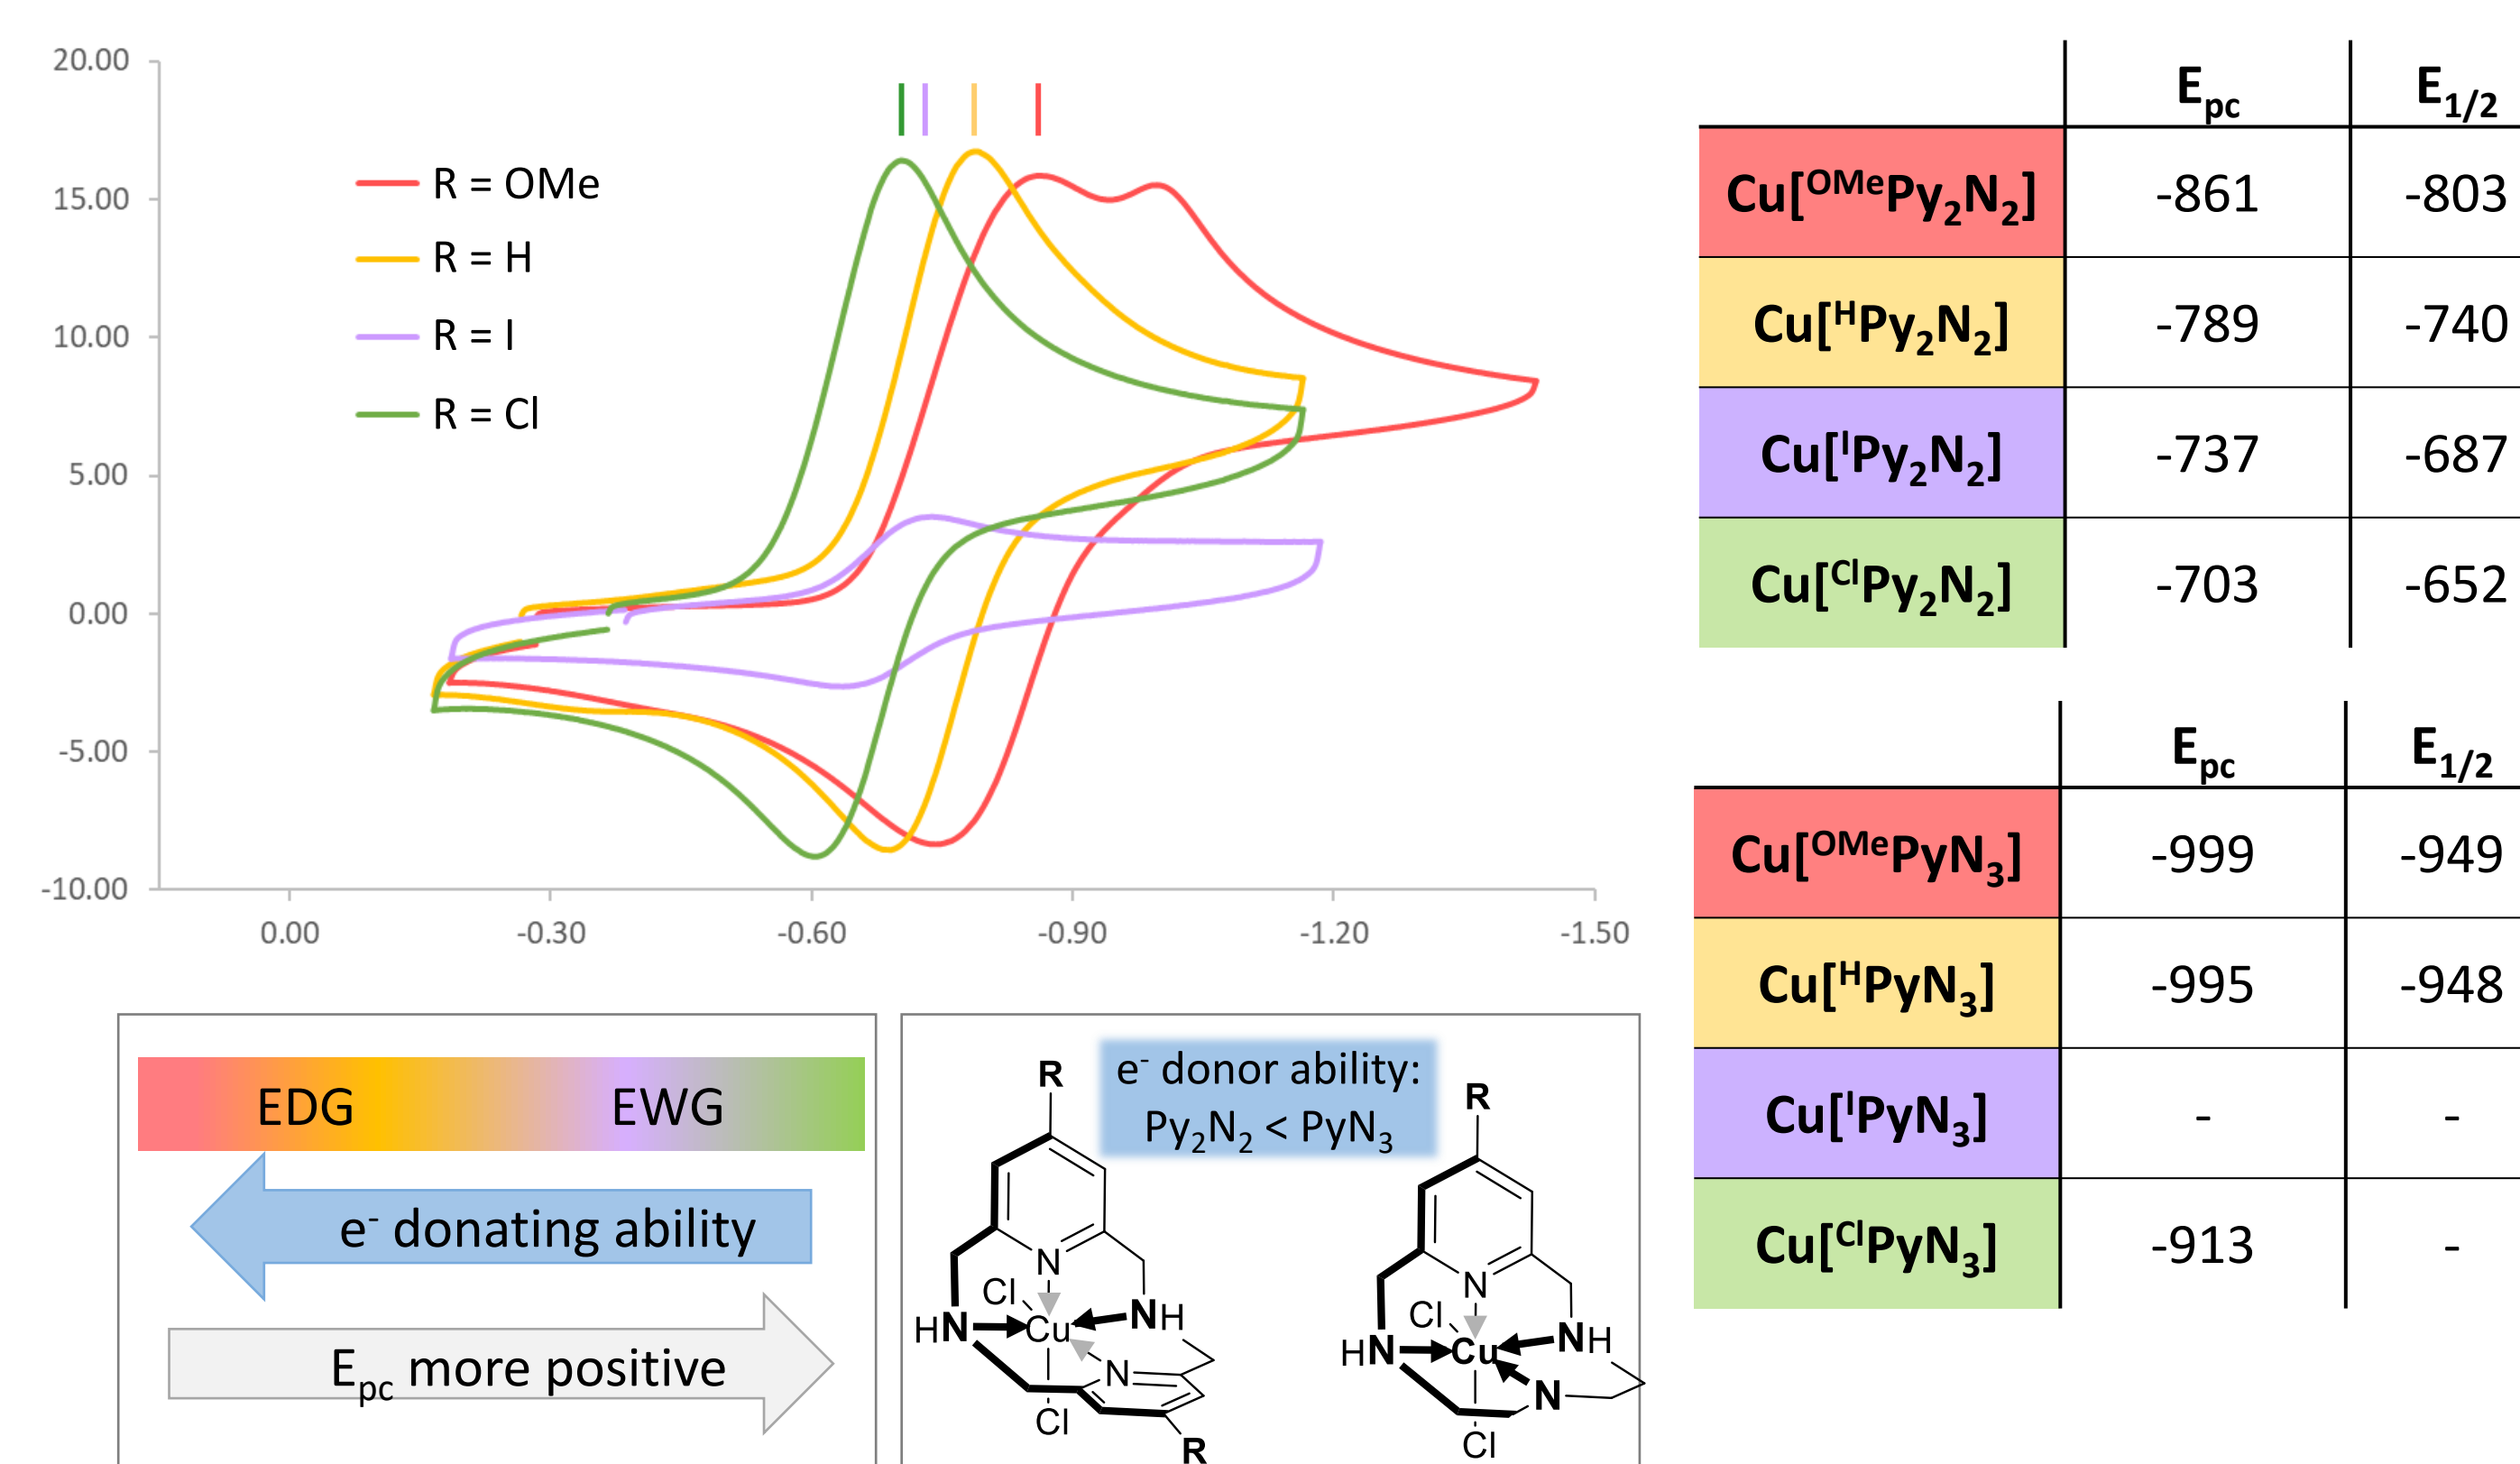 20.00
15.00
10.00
5.00
0.00
-5.00
-10.00
0.00 -0.30 -0.60 -0.90 -1.20 -1.50
R = OMe
R = H
R = I
R = Cl
Epc E1/2
Cu[OMePy2N2] -861 -803
Cu[HPy2N2] -789 -740
Cu[IPy2N2] -737 -687
Cu[ClPy2N2] -703 -652
Epc E1/2
Cu[OMePyN3] -999 -949
Cu[HPyN3] -995 -948
Cu[IPyN3] - -
Cu[ClPyN3] -913 -
EDG EWG
e- donating ability
Epc more positive
e- donor ability:
Py2N2 < PyN3
R
N
Cl
HN Cu NH
N
Cl
R
R
N
Cl
HN Cu NH
N
Cl